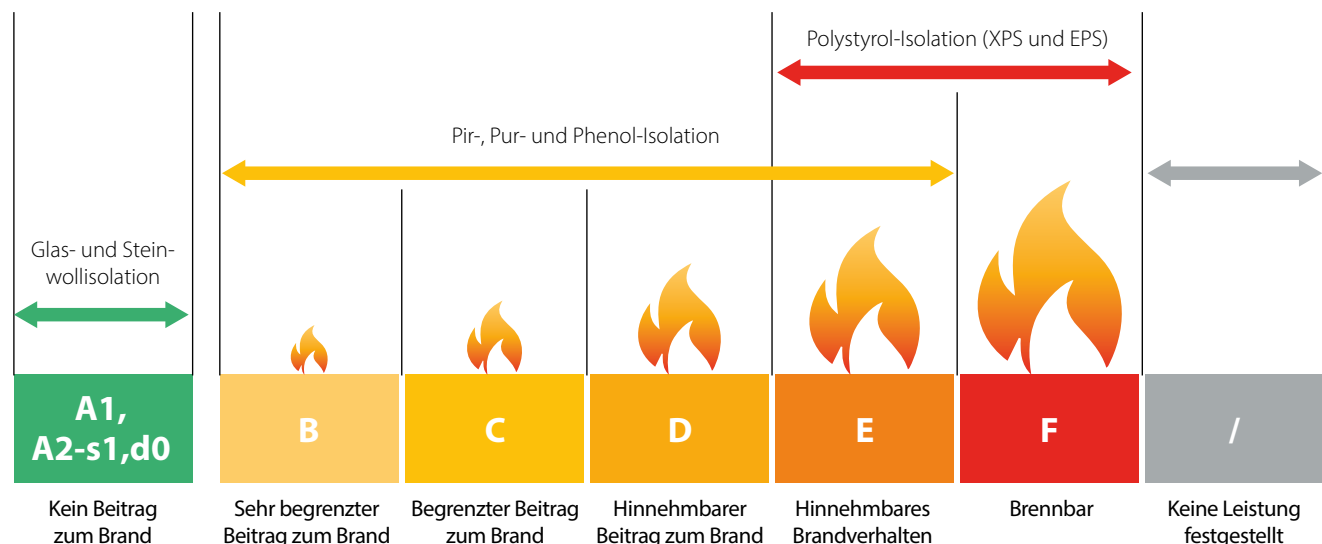 Polystyrol-Isolation (XPS und EPS)
Pir-, Pur- und Phenol-Isolation
Glas- und Stein-
wollisolation
A1,
A2-s1,d0
B
C
D
E
F
/
Kein Beitrag
zum Brand
Sehr begrenzter
Beitrag zum Brand
Begrenzter Beitrag
zum Brand
Hinnehmbarer
Beitrag zum Brand
Hinnehmbares
Brandverhalten
Brennbar
Keine Leistung
festgestellt